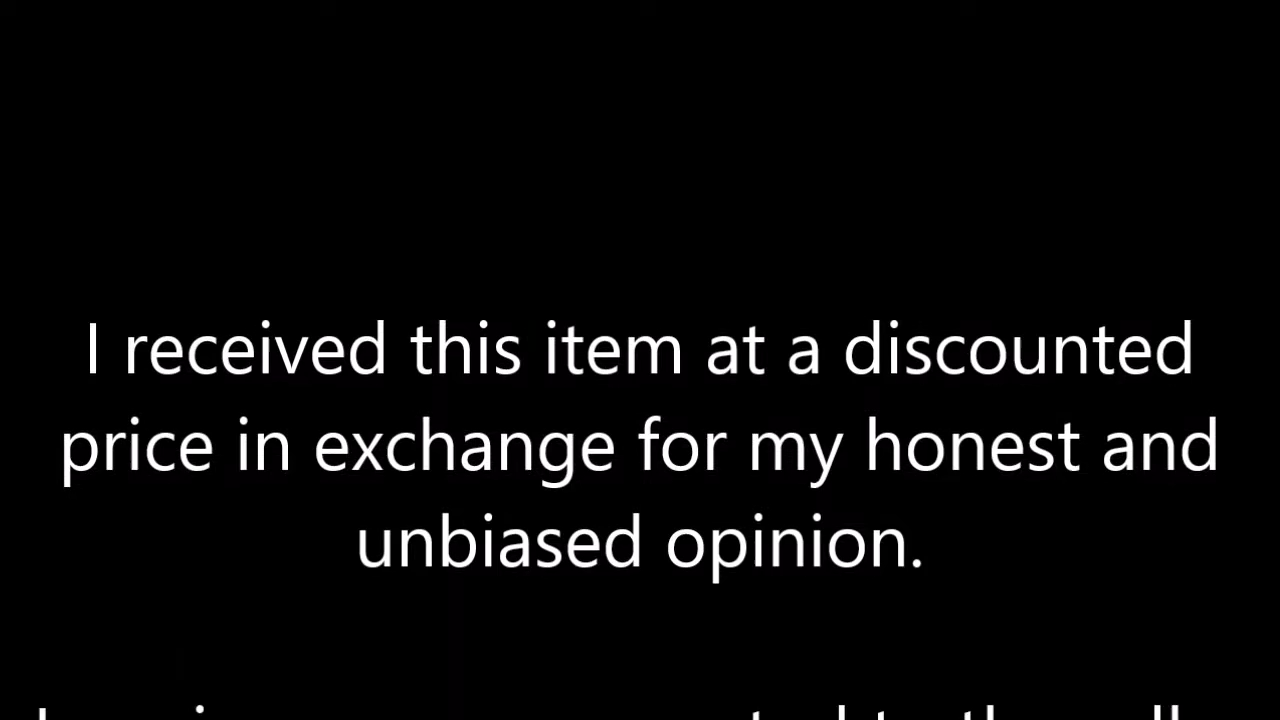 I received this item at a discounted
price in exchange for my honest and
unbiased opinion.